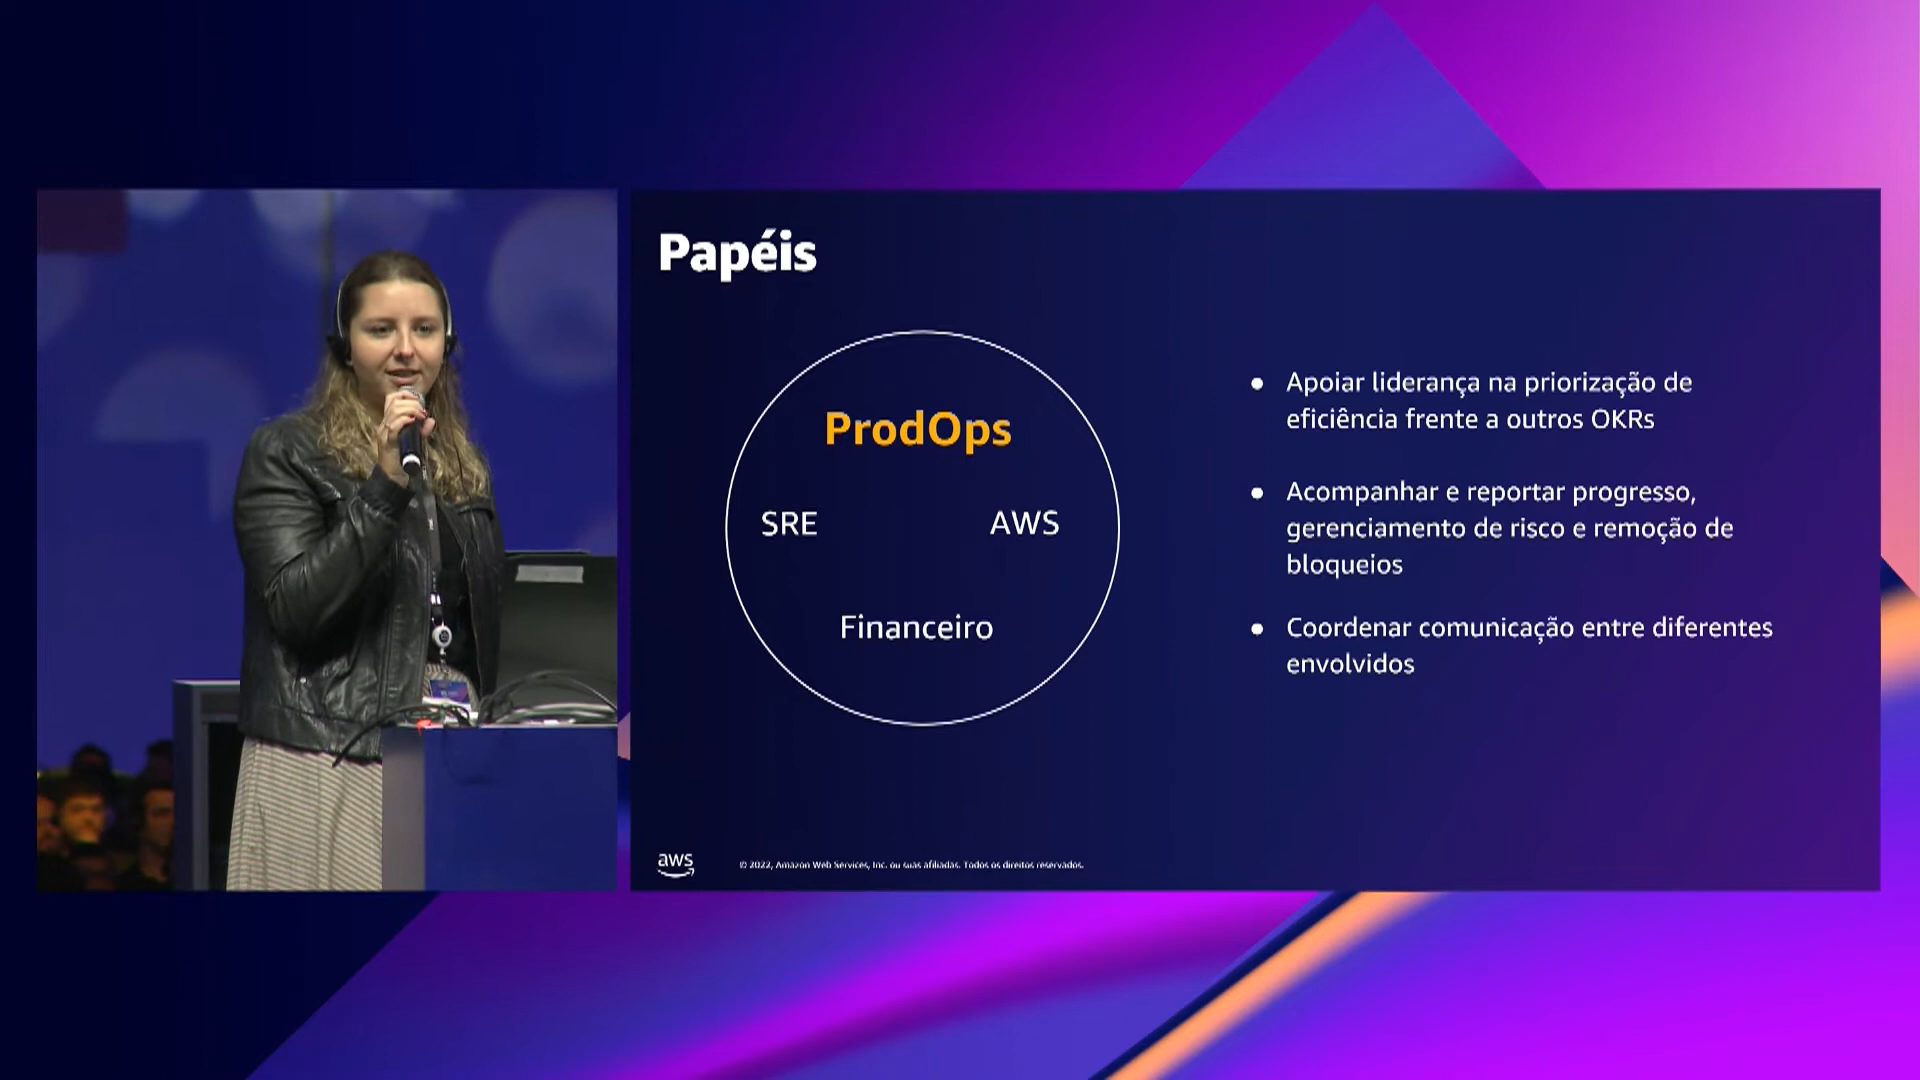 Papéis
ProdOps
SRE
AWS
Financeiro
● Apoiar liderança na priorização de
eficiência frente a outros OKRs
● Acompanhar e reportar progresso,
gerenciamento de risco e remoção de
bloqueios
● Coordenar comunicação entre diferentes
envolvidos
aws
© 2022, Amazon Web Services, Inc. ou suas afiliadas. Todos os direitos reservados.